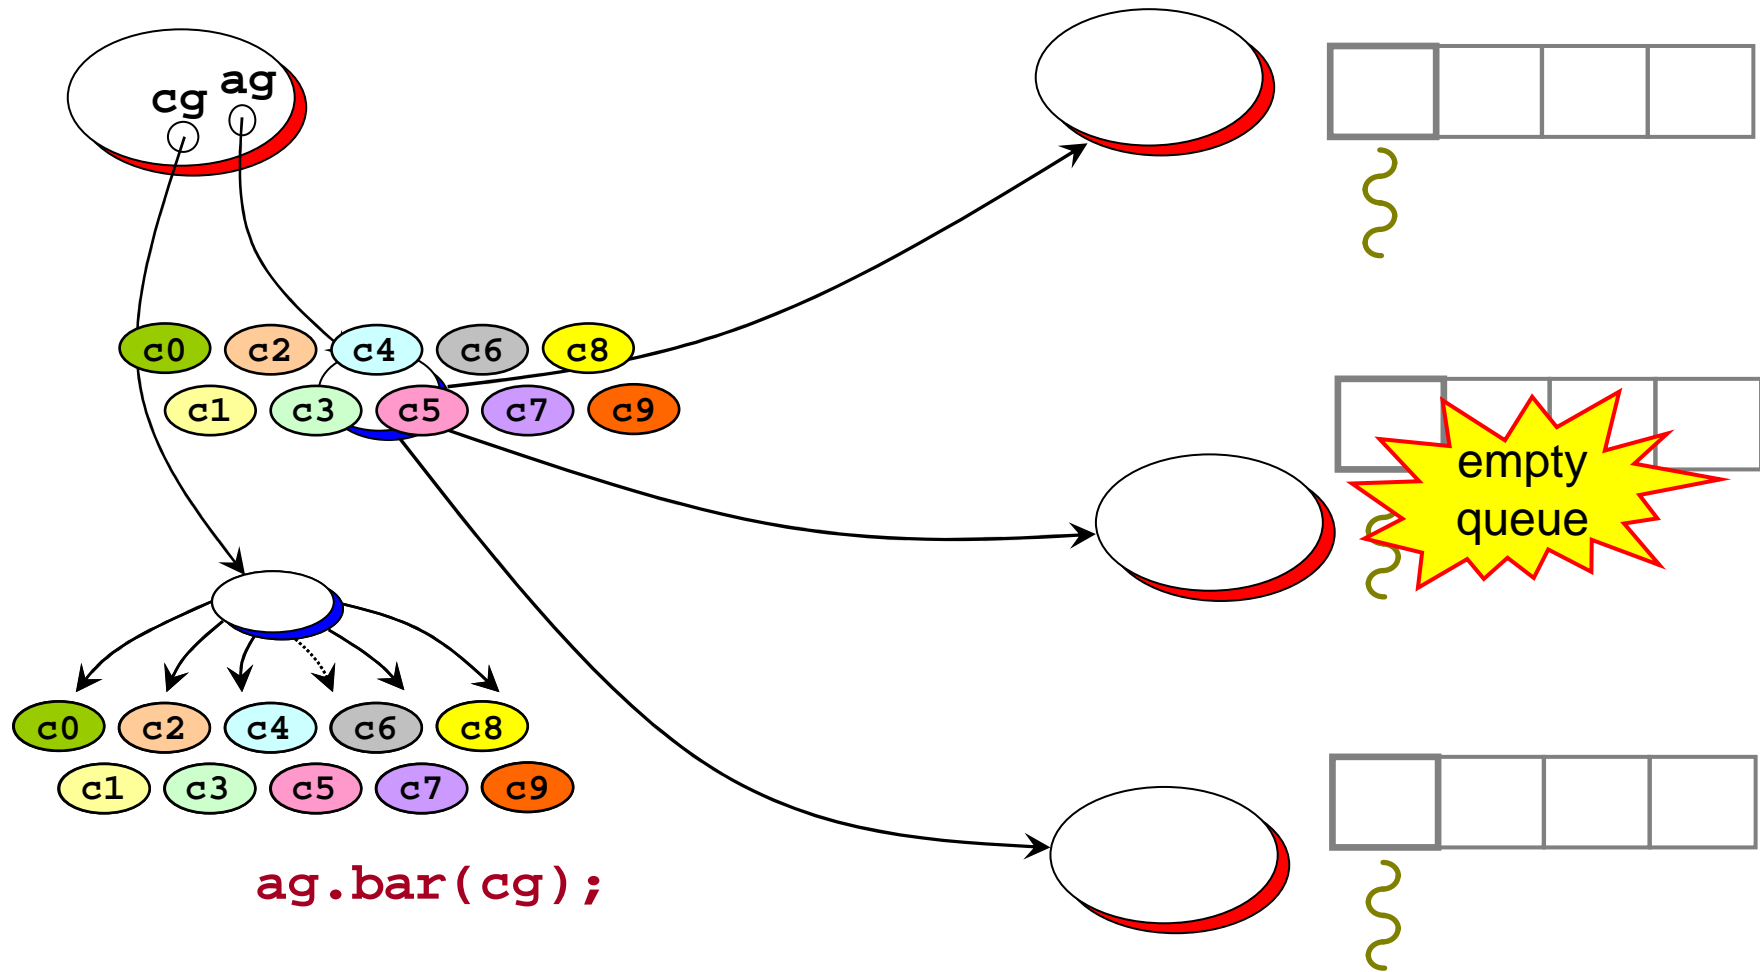 ag
cg
c0 c2 c4 c6 c8
c1 c3 c5 c7 c9
empty
queue
c0 c2 c4 c6 c8
c1 c3 c5 c7 c9
ag.bar(cg);